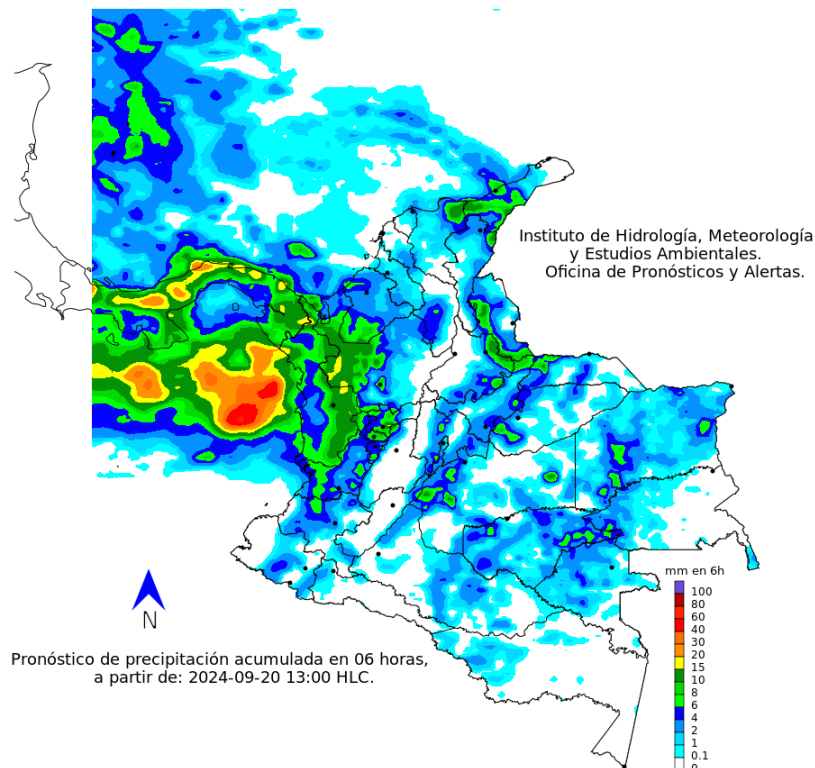 Instituto de Hidrología, Meteorología
y Estudios Ambientales.
Oficina de Pronósticos y Alertas.
mm en 6h
100
80
60
40
30
20
15
10
8
6
4
2
1
0.1
0
N
Pronóstico de precipitación acumulada en 06 horas,
a partir de: 2024-09-20 13:00 HLC.